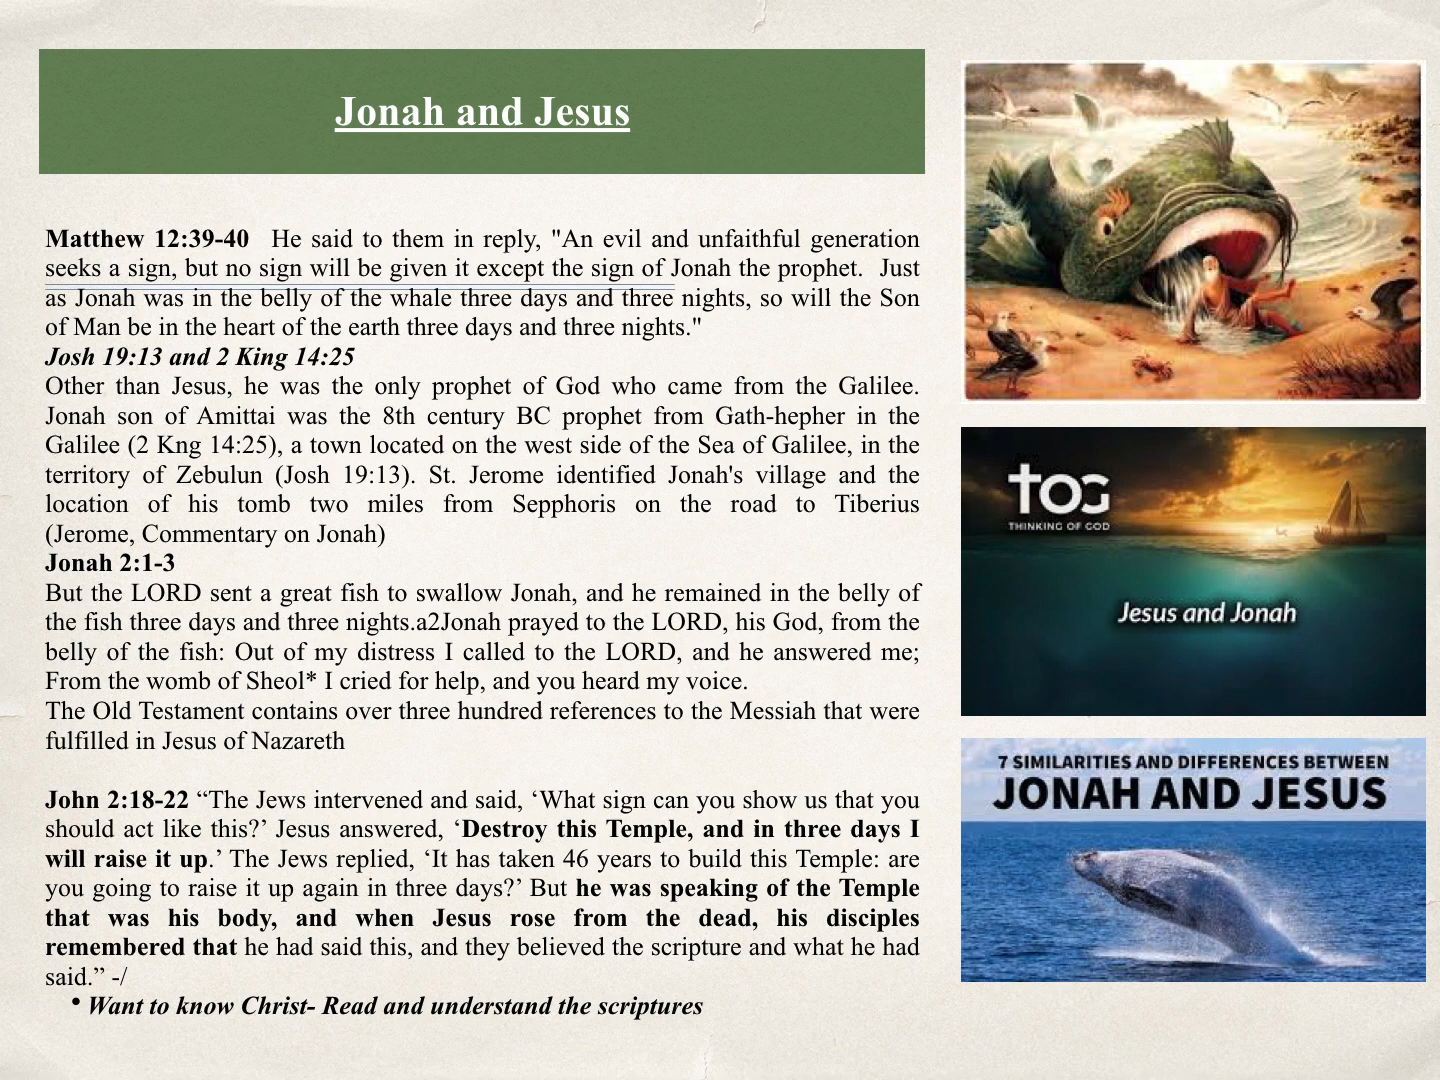 Jonah and Jesus
Matthew 12:39-40  He said to them in reply, "An evil and unfaithful generation
seeks a sign, but no sign will be given it except the sign of Jonah the prophet.  Just
as Jonah was in the belly of the whale three days and three nights, so will the Son
of Man be in the heart of the earth three days and three nights."
Josh 19:13 and 2 King 14:25
Other than Jesus, he was the only prophet of God who came from the Galilee.
Jonah son of Amittai was the 8th century BC prophet from Gath-hepher in the
Galilee (2 Kng 14:25), a town located on the west side of the Sea of Galilee, in the
territory of Zebulun (Josh 19:13). St. Jerome identified Jonah's village and the
location of his tomb two miles from Sepphoris on the road to Tiberius
(Jerome, Commentary on Jonah)
Jonah 2:1-3
But the LORD sent a great fish to swallow Jonah, and he remained in the belly of
the fish three days and three nights.a2Jonah prayed to the LORD, his God, from the
belly of the fish: Out of my distress I called to the LORD, and he answered me;
From the womb of Sheol* I cried for help, and you heard my voice.
The Old Testament contains over three hundred references to the Messiah that were
fulfilled in Jesus of Nazareth
John 2:18-22 “The Jews intervened and said, ‘What sign can you show us that you
should act like this?’ Jesus answered, ‘Destroy this Temple, and in three days I
will raise it up.’ The Jews replied, ‘It has taken 46 years to build this Temple: are
you going to raise it up again in three days?’ But he was speaking of the Temple
that was his body, and when Jesus rose from the dead, his disciples
remembered that he had said this, and they believed the scripture and what he had
said.” -/
• Want to know Christ- Read and understand the scriptures
TOG
THINKING OF GOD
Jesus and Jonah
7 SIMILARITIES AND DIFFERENCES BETWEEN
JONAH AND JESUS